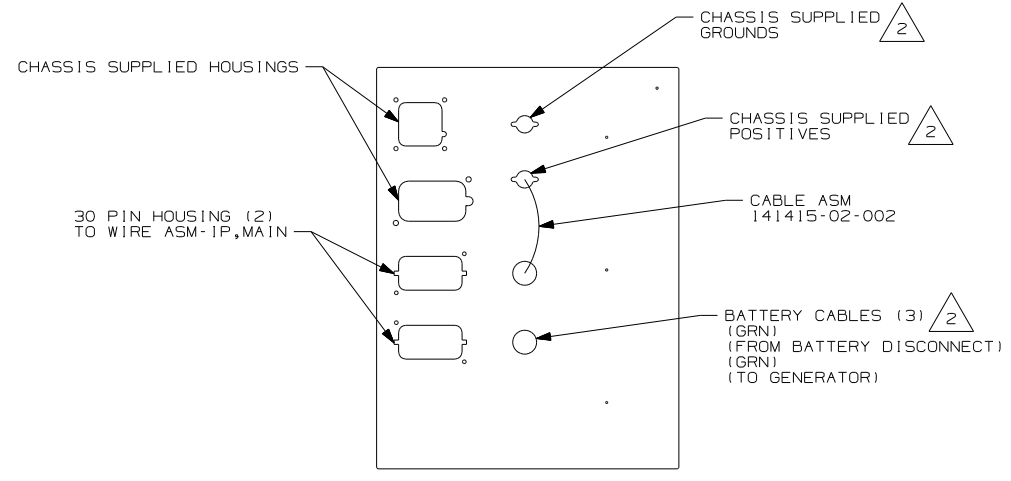 CHASSIS SUPPLIED
GROUNDS
2
CHASSIS SUPPLIED HOUSINGS
CHASSIS SUPPLIED
POSITIVES
2
CABLE ASM
141415-02-002
30 PIN HOUSING (2)
TO WIRE ASM-IP,MAIN
BATTERY CABLES (3)
2
(GRN)
(FROM BATTERY DISCONNECT)
(GRN)
(TO GENERATOR)